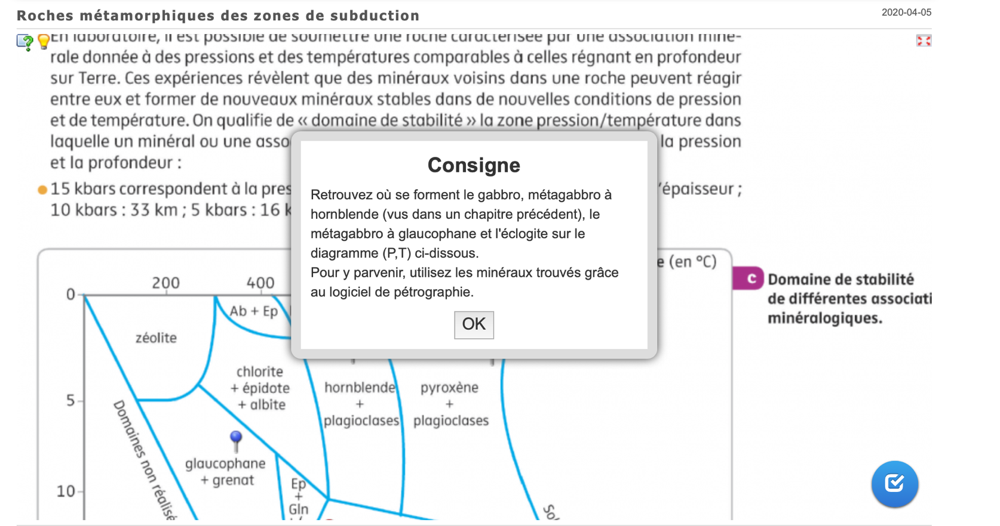 Roches métamorphiques des zones de subduction
2020-04-05
En laboratoire, il est possible de soumettre une roche caractérisée par une association miné-
rale donnée à des pressions et des températures comparables à celles régnant en profondeur
sur Terre. Ces expériences révèlent que des minéraux voisins dans une roche peuvent réagir
entre eux et former de nouveaux minéraux stables dans de nouvelles conditions de pression
et de température. On qualifie de « domaine de stabilité » la zone pression/température dans
laquelle un minéral ou une asso
la pression
et la profondeur :
15 kbars correspondent à la pres
'épaisseur ;
10 kbars : 33 km ; 5 kbars : 16 k
Consigne
Retrouvez où se forment le gabbro, métagabbro à
hornblende (vus dans un chapitre précédent), le
métagabbro à glaucophane et l'éclogite sur le
diagramme (P,T) ci-dissous.
Pour y parvenir, utilisez les minéraux trouvés grâce
au logiciel de pétrographie.
OK
e (en °C)
200
400
0
Ab + Ep
zéolite
C
Domaine de stabilité
de différentes associati
minéralogiques.
chlorite
+ épidote
+ albite
hornblende
+
plagioclases
pyroxène
+
plagioclases
5
Domaines non réalisé
glaucophane
+ grenat
Ep
+
Gln
10
So